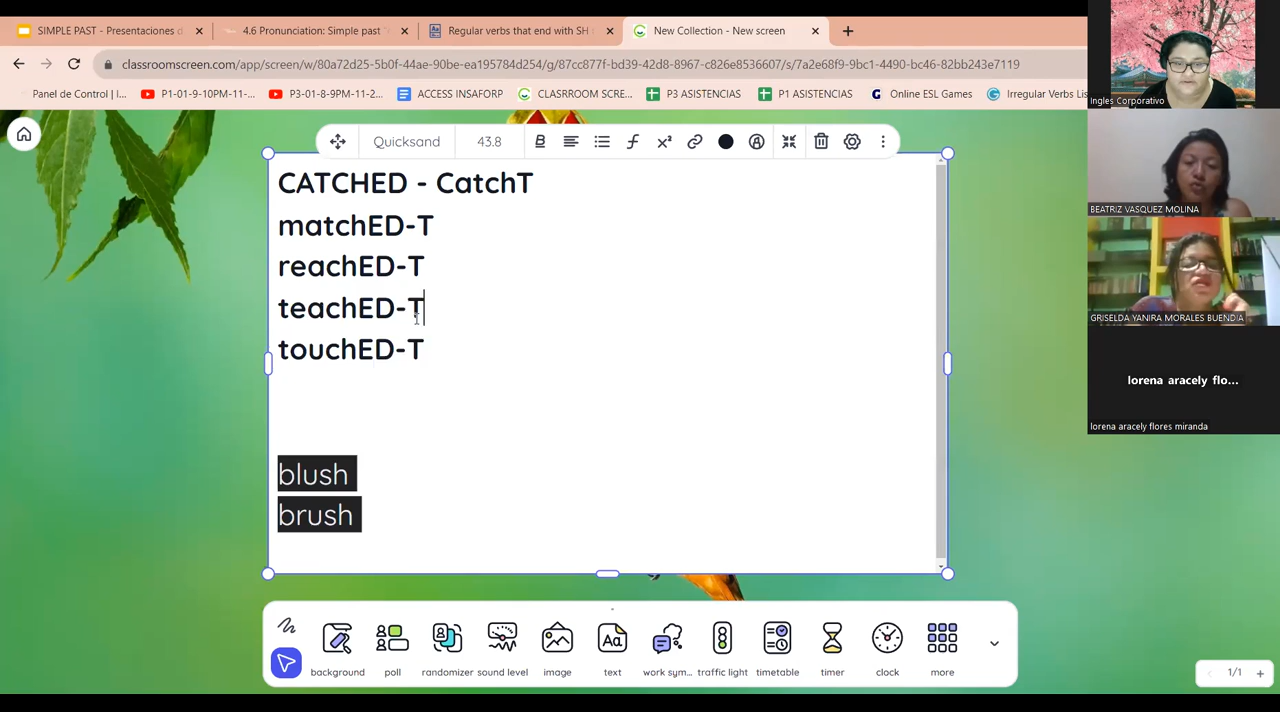 SIMPLE PAST - Presentaciones d
4.6 Pronunciation: Simple past
Regular verbs that end with SH
New Collection - New screen
classroomscreen.com/app/screen/w/80a72d25-5b0f-44ae-90be-ea195784d254/g/87cc877f-bd39-42d8-8967-c826e8536607/s/7a2e68f9-9bc1-4490-bc46-82bb243e7119
Panel de Control | I...
P1-01-9-10PM-11-...
P3-01-8-9PM-11-2...
ACCESS INSAFORP
CLASRROOM SCRE...
P3 ASISTENCIAS
P1 ASISTENCIAS
Online ESL Games
Irregular Verbs Lis
Ingles Corporativo
Quicksand
43.8
CATCHED - CatchT
matchED-T
reachED-T
teachED-T
touchED-T
blush
brush
BEATRIZ VASQUEZ MOLINA
GRISELDA YANIRA MORALES BUENDIA
lorena aracely flo...
lorena aracely flores miranda
background
poll
randomizer
sound level
image
text
work sym...
traffic light
timetable
timer
clock
more
1/1